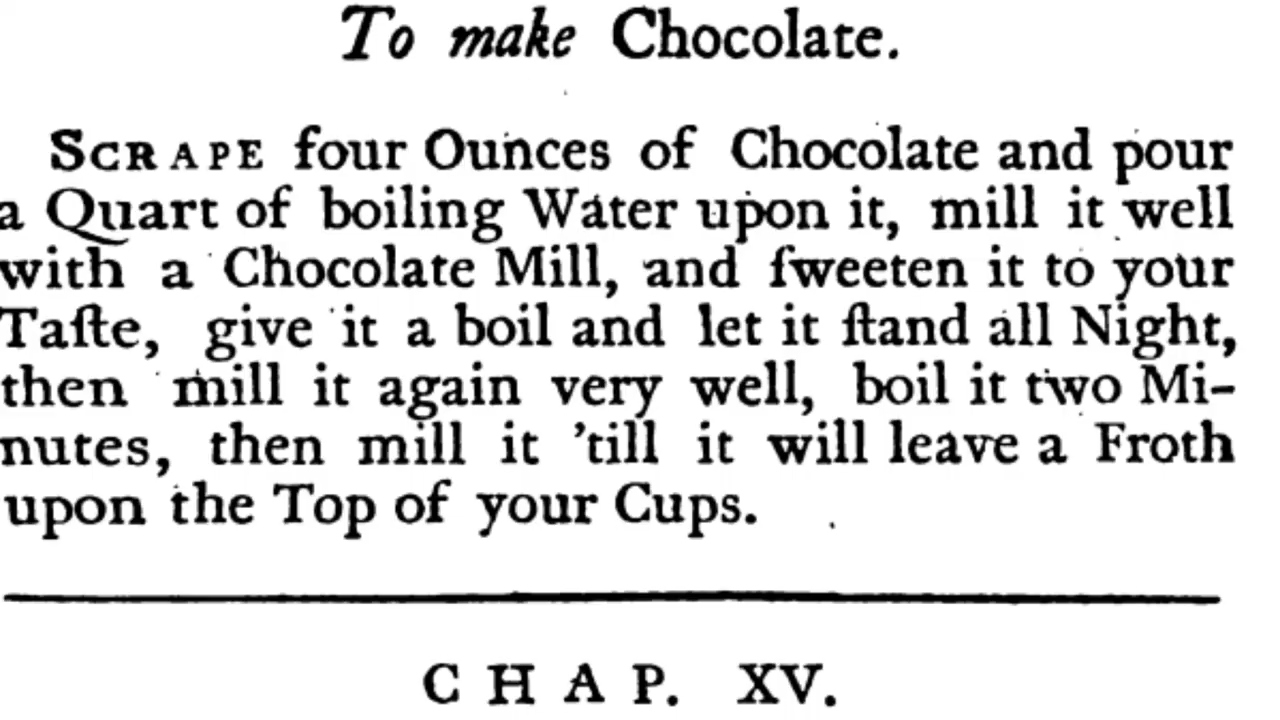 To make Chocolate.
SCRAPE four Ounces of Chocolate and pour
a Quart of boiling Water upon it, mill it well
with a Chocolate Mill, and ſweeten it to your
Taſte, give it a boil and let it ſtand all Night,
then mill it again very well, boil it two Mi-
nutes, then mill it 'till it will leave a Froth
upon the Top of your Cups.
CHAP. XV.